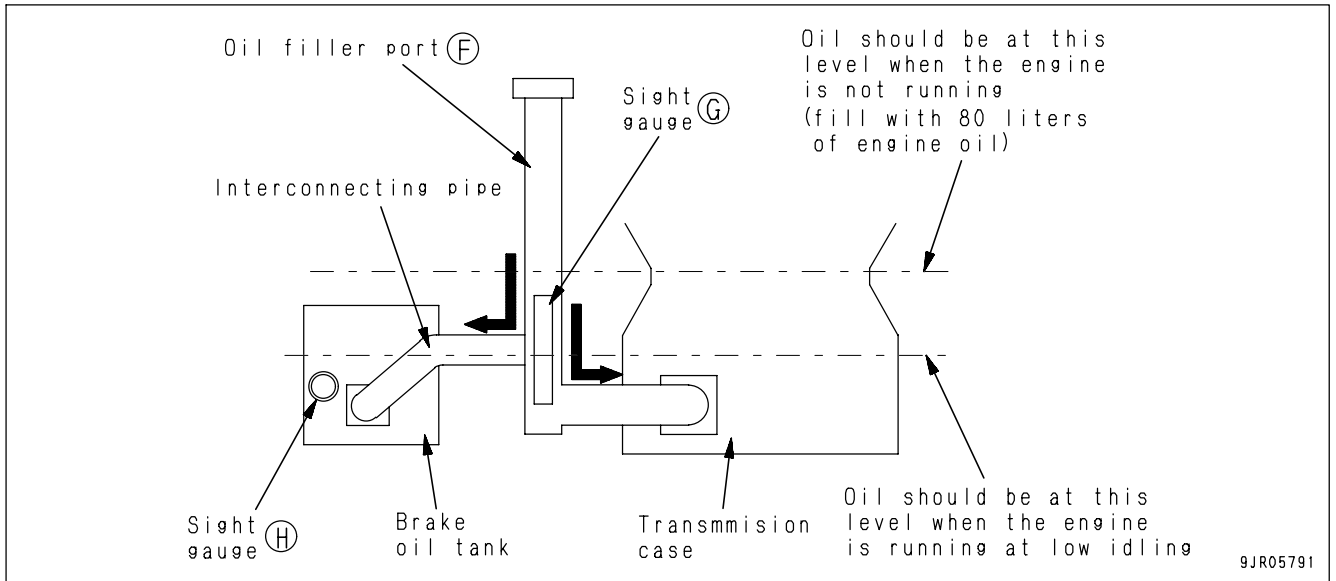 Oil filler port Ⓕ
Sight
gauge Ⓖ
Oil should be at this
level when the engine
is not running
(fill with 80 liters
of engine oil)
Interconnecting pipe
Sight
gauge Ⓗ
Brake
oil tank
Transmmision
case
Oil should be at this
level when the engine
is running at low idling
9JR05791